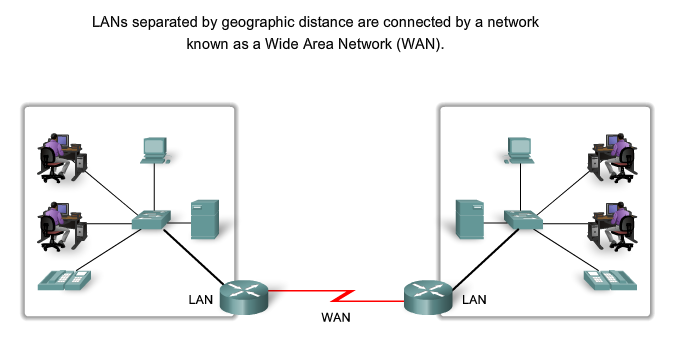 LANs separated by geographic distance are connected by a network
known as a Wide Area Network (WAN).
LAN
WAN
LAN